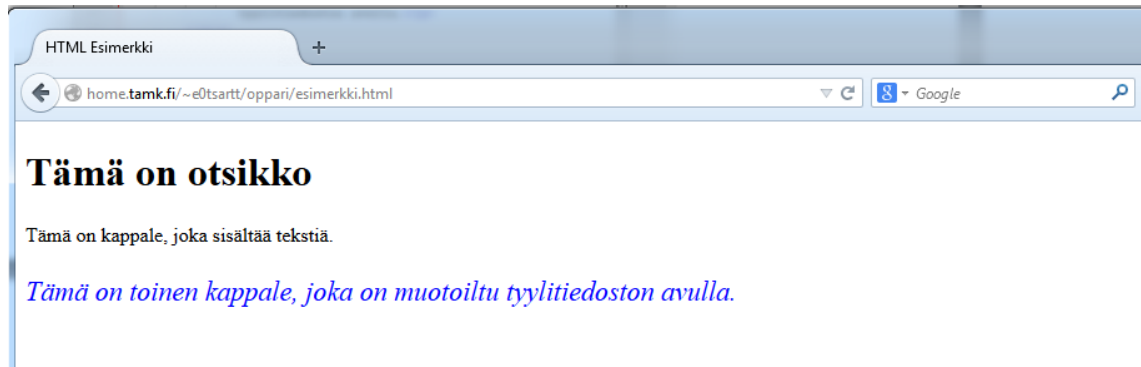 HTML Esimerkki
home.tamk.fi/~e0tsartt/oppari/esimerkki.html
Google
Tämä on otsikko
Tämä on kappale, joka sisältää tekstiä.
Tämä on toinen kappale, joka on muotoiltu tyylitiedoston avulla.